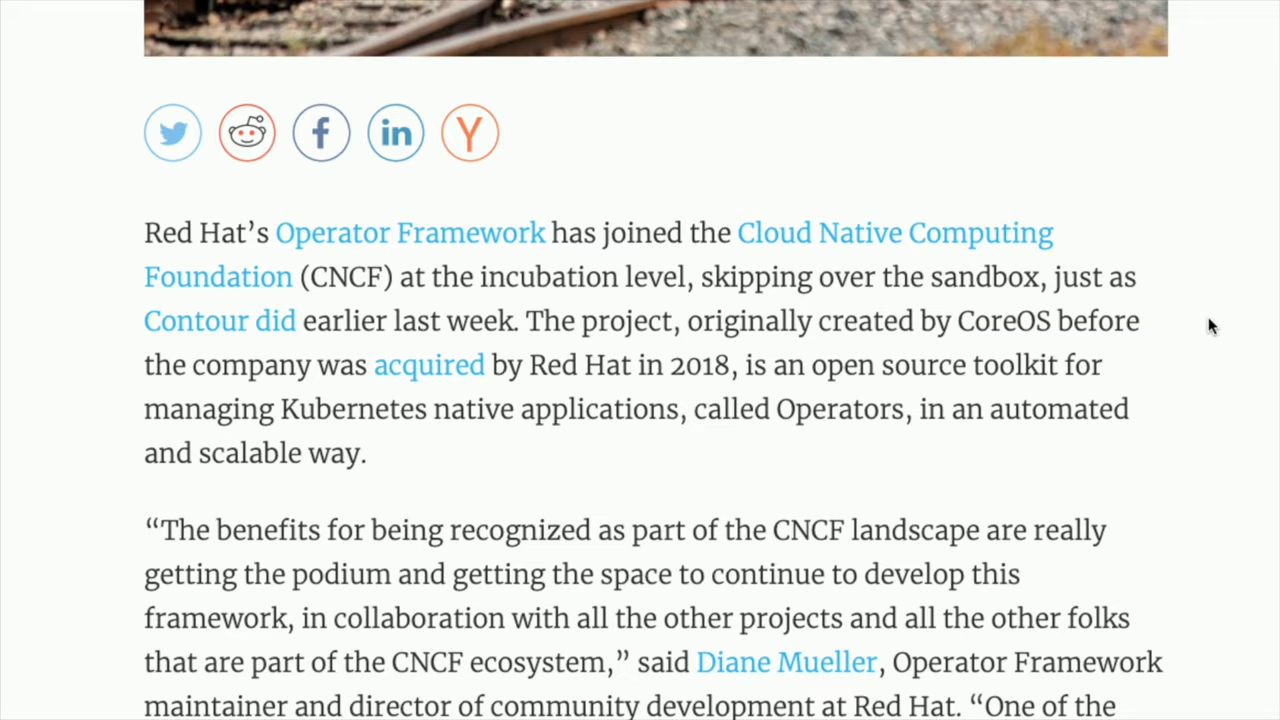 Red Hat’s Operator Framework has joined the Cloud Native Computing
Foundation (CNCF) at the incubation level, skipping over the sandbox, just as
Contour did earlier last week. The project, originally created by CoreOS before
the company was acquired by Red Hat in 2018, is an open source toolkit for
managing Kubernetes native applications, called Operators, in an automated
and scalable way.
“The benefits for being recognized as part of the CNCF landscape are really
getting the podium and getting the space to continue to develop this
framework, in collaboration with all the other projects and all the other folks
that are part of the CNCF ecosystem,” said Diane Mueller, Operator Framework
maintainer and director of community development at Red Hat. “One of the